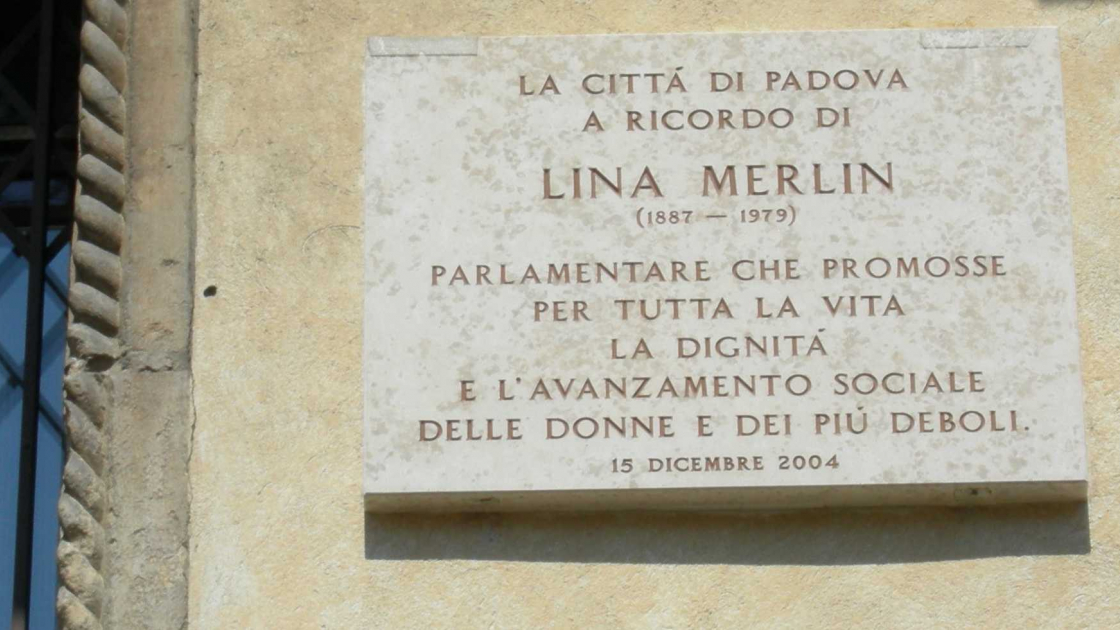 LA CITTÁ DI PADOVA
A RICORDO DI
LINA MERLIN
(1887 — 1979)
PARLAMENTARE CHE PROMOSSE
PER TUTTA LA VITA
LA DIGNITÁ
E L'AVANZAMENTO SOCIALE
DELLE DONNE E DEI PIÚ DEBOLI.
15 DICEMBRE 2004